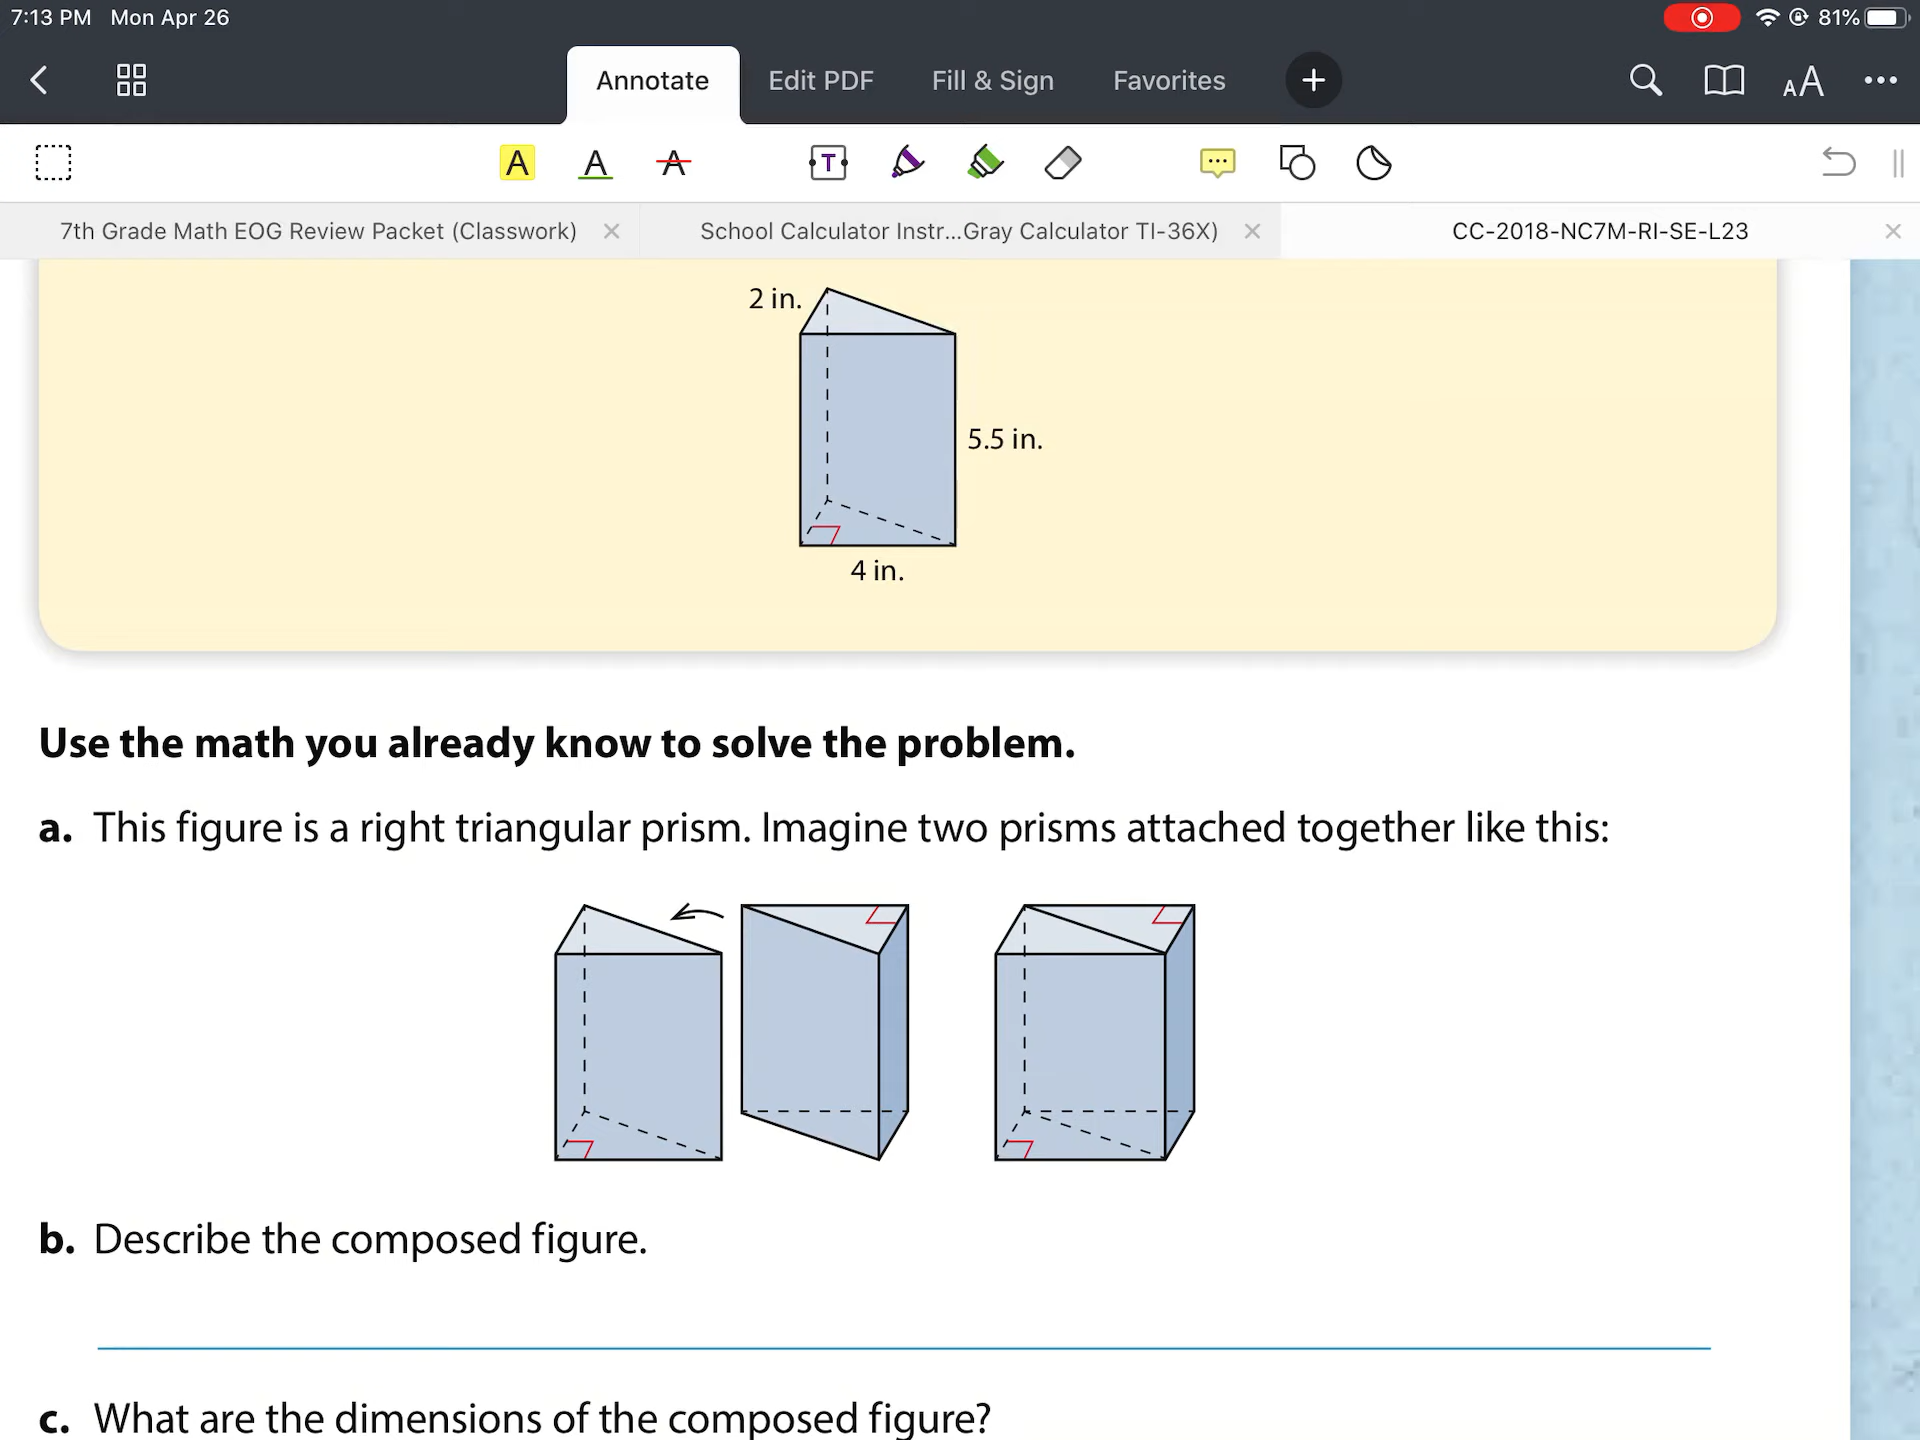 7:13 PM Mon Apr 26
81%
Annotate Edit PDF Fill & Sign Favorites +
AA
A A A T
7th Grade Math EOG Review Packet (Classwork) School Calculator Instr...Gray Calculator TI-36X) CC-2018-NC7M-RI-SE-L23
2 in.
5.5 in.
4 in.
Use the math you already know to solve the problem.
a. This figure is a right triangular prism. Imagine two prisms attached together like this:
b. Describe the composed figure.
c. What are the dimensions of the composed figure?